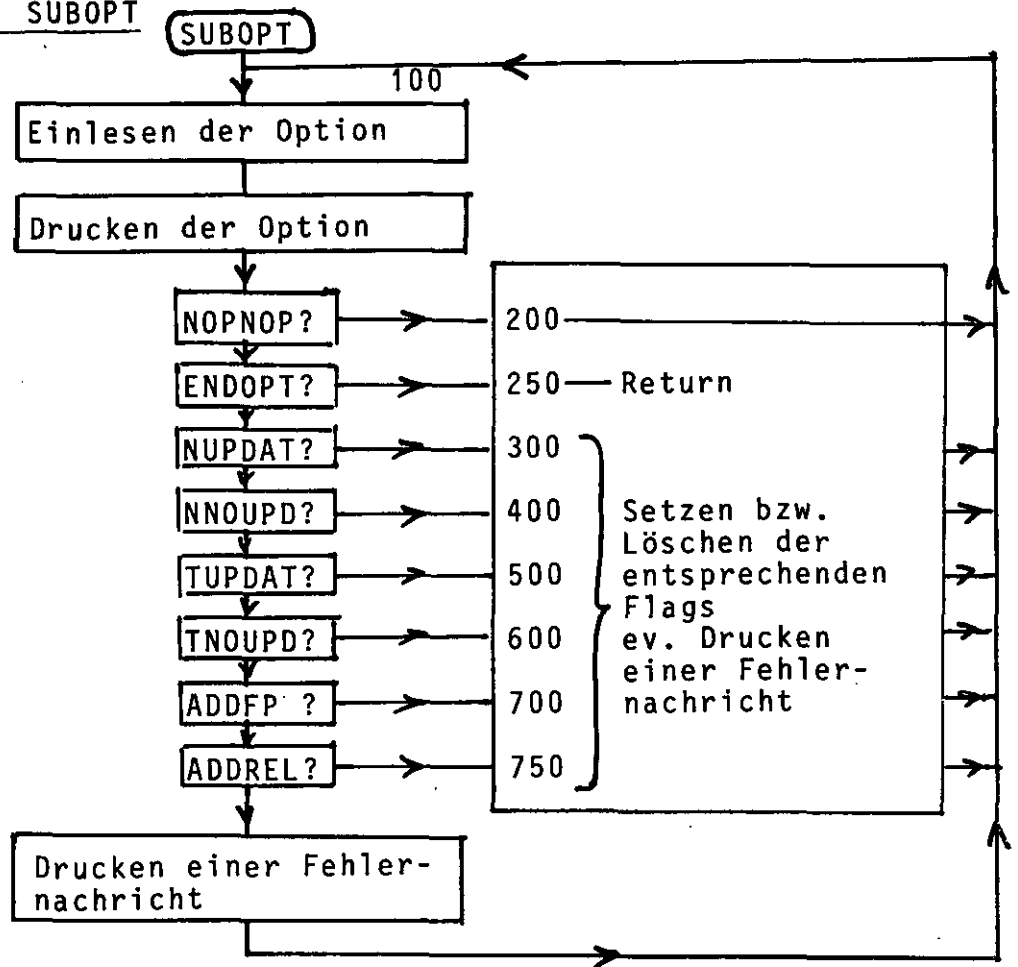 SUBOPT
SUBOPT
100
Einlesen der Option
Drucken der Option
NOPNOP?
200
ENDOPT?
250
Return
NUPDAT?
300
NNOUPD?
400
TUPDAT?
500
TNOUPD?
600
ADDFP ?
700
ADDREL?
750
Setzen bzw.
Löschen der
entsprechenden
Flags
ev. Drucken
einer Fehler-
nachricht
Drucken einer Fehler-
nachricht